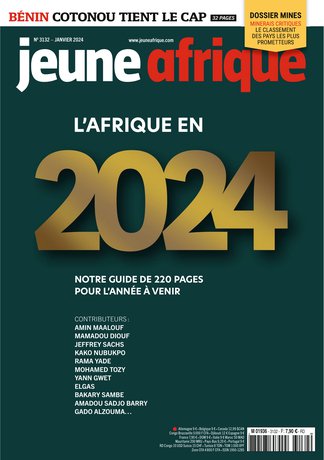 BÉNIN COTONOU TIENT LE CAP 32 PAGES
DOSSIER MINES
MINERAIS CRITIQUES
LE CLASSEMENT
DES PAYS LES PLUS
PROMETTEURS
N° 3132 – JANVIER 2024
www.jeuneafrique.com
jeune afrique
L'AFRIQUE EN
2024
NOTRE GUIDE DE 220 PAGES
POUR L'ANNÉE À VENIR
CONTRIBUTEURS :
AMIN MAALOUF
MAMADOU DIOUF
JEFFREY SACHS
KAKO NUBUKPO
RAMA YADE
MOHAMED TOZY
YANN GWET
ELGAS
BAKARY SAMBE
AMADOU SADJO BARRY
GADO ALZOUMA…